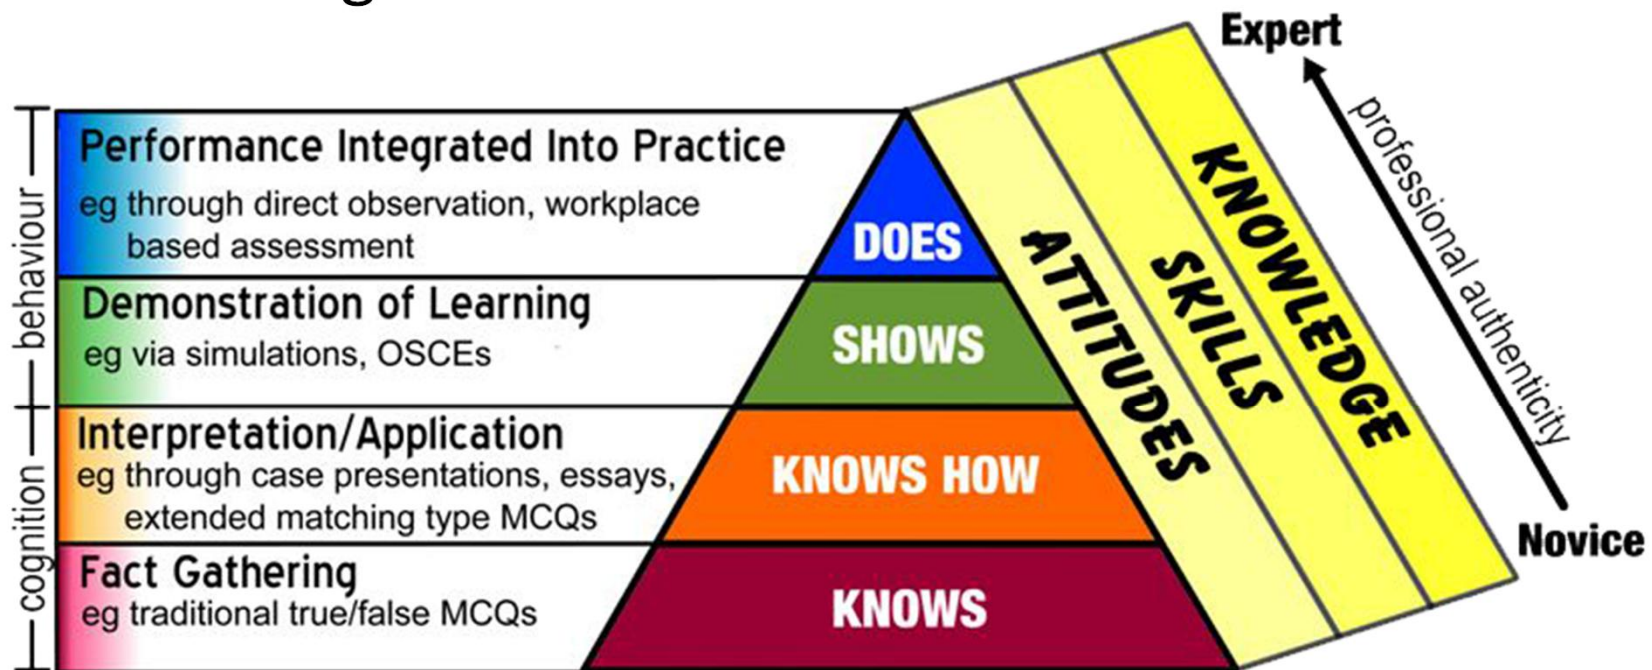 Expert
Performance Integrated Into Practice
eg through direct observation, workplace
based assessment
DOES
Demonstration of Learning
eg via simulations, OSCEs
SHOWS
Interpretation/Application
eg through case presentations, essays,
extended matching type MCQs
KNOWS HOW
Fact Gathering
eg traditional true/false MCQs
KNOWS
behaviour
cognition
ATTITUDES
SKILLS
KNOWLEDGE
professional authenticity
Novice